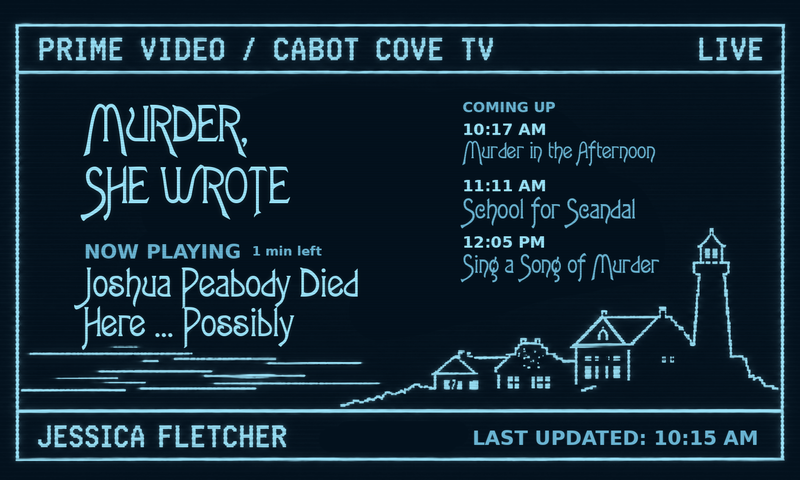 PRIME VIDEO / CABOT COVE TV
LIVE
MURDER,
SHE WROTE
NOW PLAYING 1 min left
Joshua Peabody Died
Here ... Possibly
COMING UP
10:17 AM
Murder in the Afternoon
11:11 AM
School for Scandal
12:05 PM
Sing a Song of Murder
JESSICA FLETCHER
LAST UPDATED: 10:15 AM